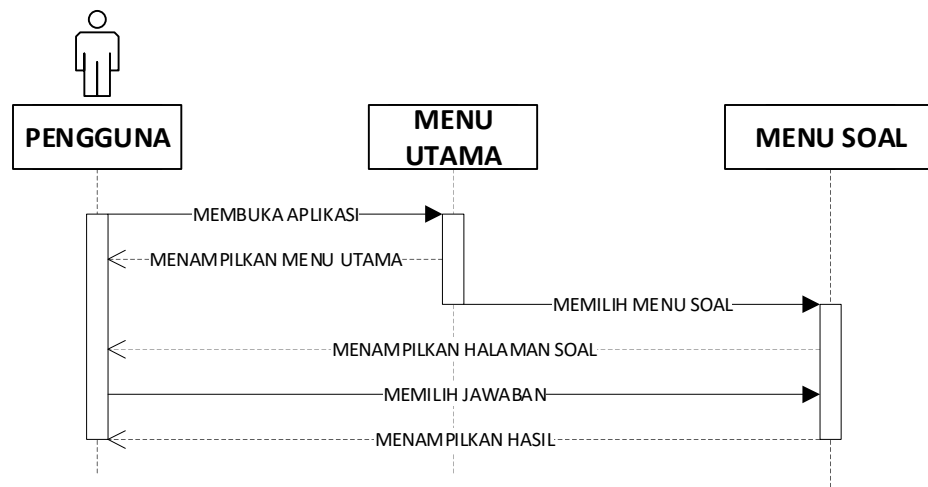 PENGGUNA
MENU
UTAMA
MENU SOAL
MEMBUKA APLIKASI
MENAMPILKAN MENU UTAMA
MEMILIH MENU SOAL
MENAMPILKAN HALAMAN SOAL
MEMILIH JAWABAN
MENAMPILKAN HASIL